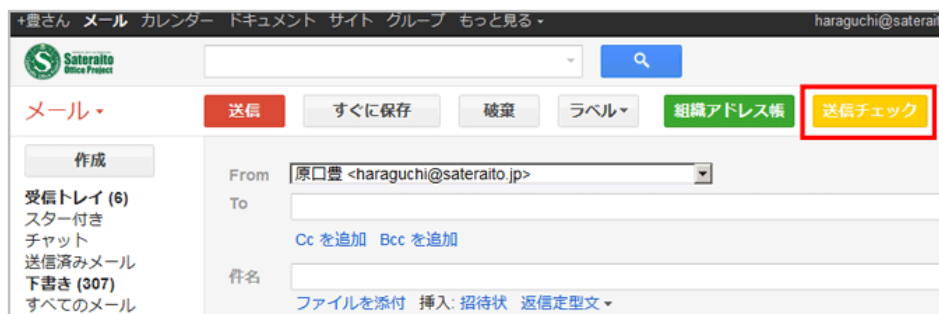 +豊さん メール カレンダー ドキュメント サイト グループ もっと見る
haraguchi@saterait
Sateraito
Office Project
メール
送信 すぐに保存 破棄 ラベル 組織アドレス帳 送信チェック
作成
From 原口豊 <haraguchi@sateraito.jp>
受信トレイ (6)
To
スター付き
チャット
Cc を追加 Bcc を追加
送信済みメール
件名
下書き (307)
すべてのメール
ファイルを添付 挿入: 招待状 返信定型文